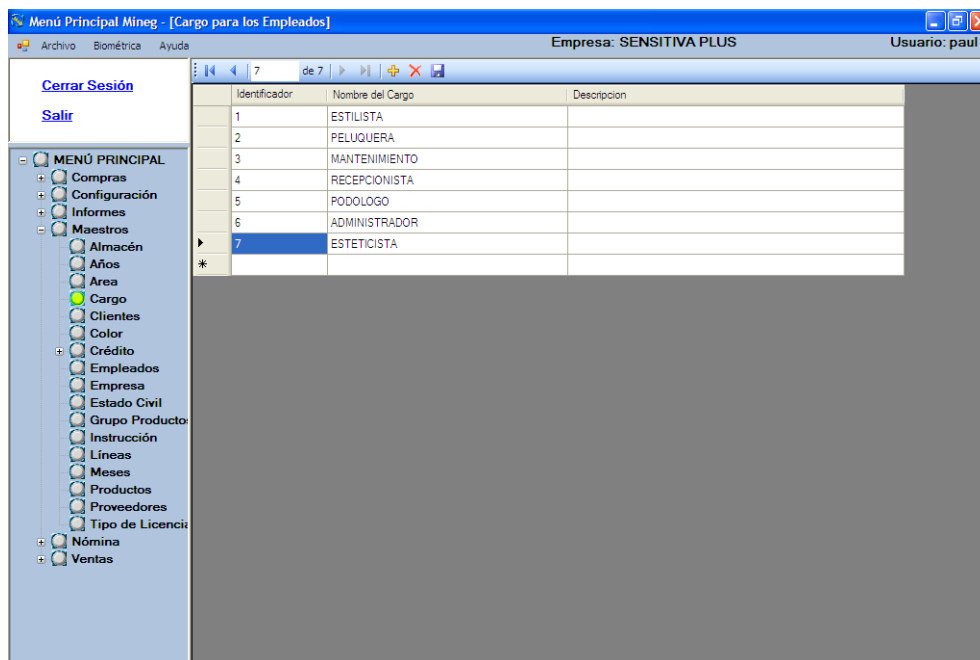 Menú Principal Mineg - [Cargo para los Empleados]
Archivo Biométrica Ayuda
Empresa: SENSITIVA PLUS
Usuario: paul
Cerrar Sesión
Salir
7 de 7
MENÚ PRINCIPAL
Compras
Configuración
Informes
Maestros
Almacén
Años
Area
Cargo
Clientes
Color
Crédito
Empleados
Empresa
Estado Civil
Grupo Producto
Instrucción
Líneas
Meses
Productos
Proveedores
Tipo de Licencia
Nómina
Ventas
Identificador Nombre del Cargo Descripcion
1 ESTILISTA
2 PELUQUERA
3 MANTENIMIENTO
4 RECEPCIONISTA
5 PODOLOGO
6 ADMINISTRADOR
7 ESTETICISTA